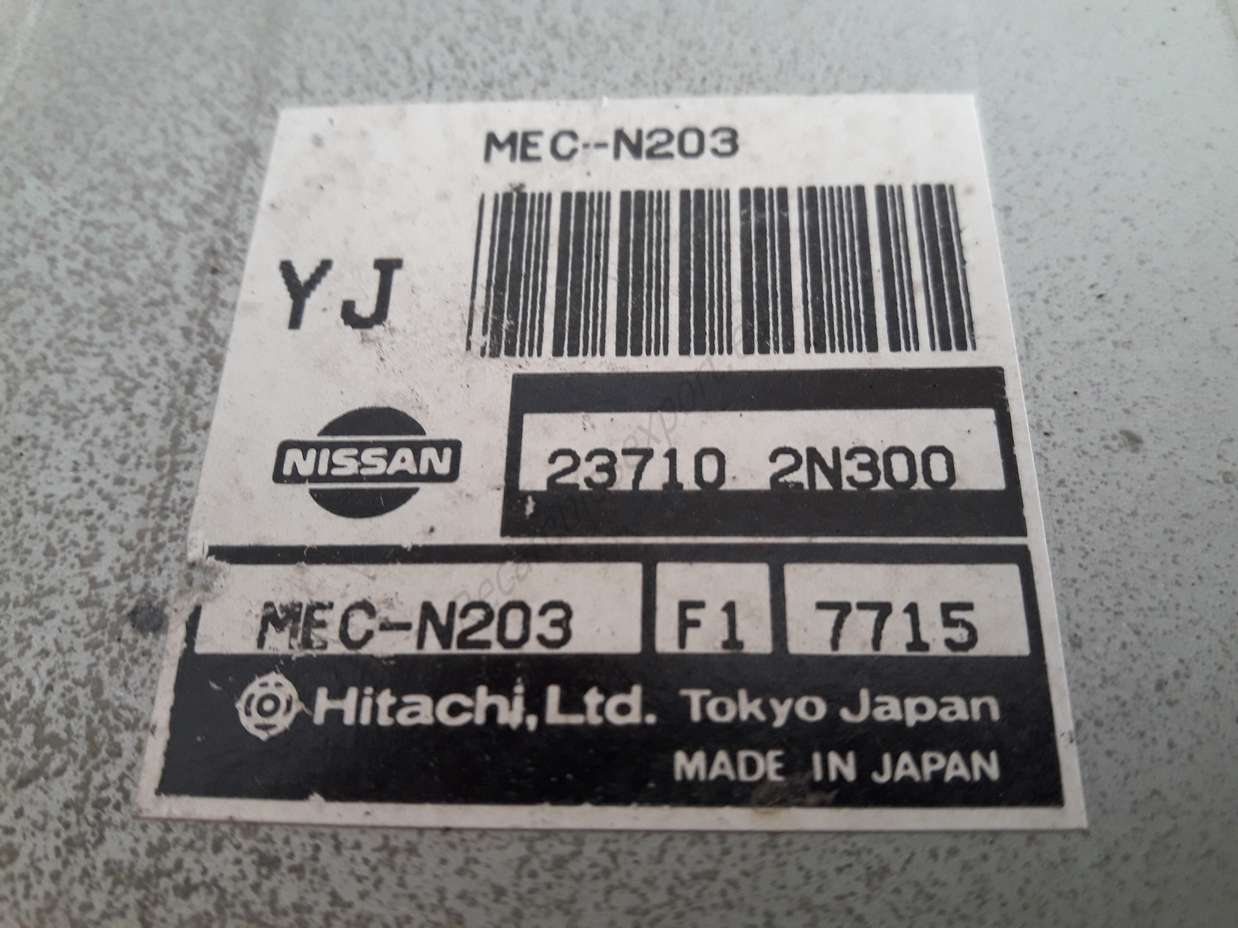 MEC--N203
YJ
NISSAN
23710 2N300
MEC-N203 F1 7715
Hitachi, Ltd. Tokyo Japan
MADE IN JAPAN